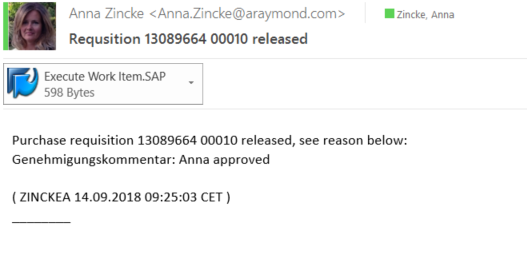 Anna Zincke <Anna.Zincke@araymond.com>
Zincke, Anna
Requsition 13089664 00010 released
Execute Work Item.SAP
598 Bytes
Purchase requisition 13089664 00010 released, see reason below:
Genehmigungskommentar: Anna approved
( ZINCKEA 14.09.2018 09:25:03 CET )
________